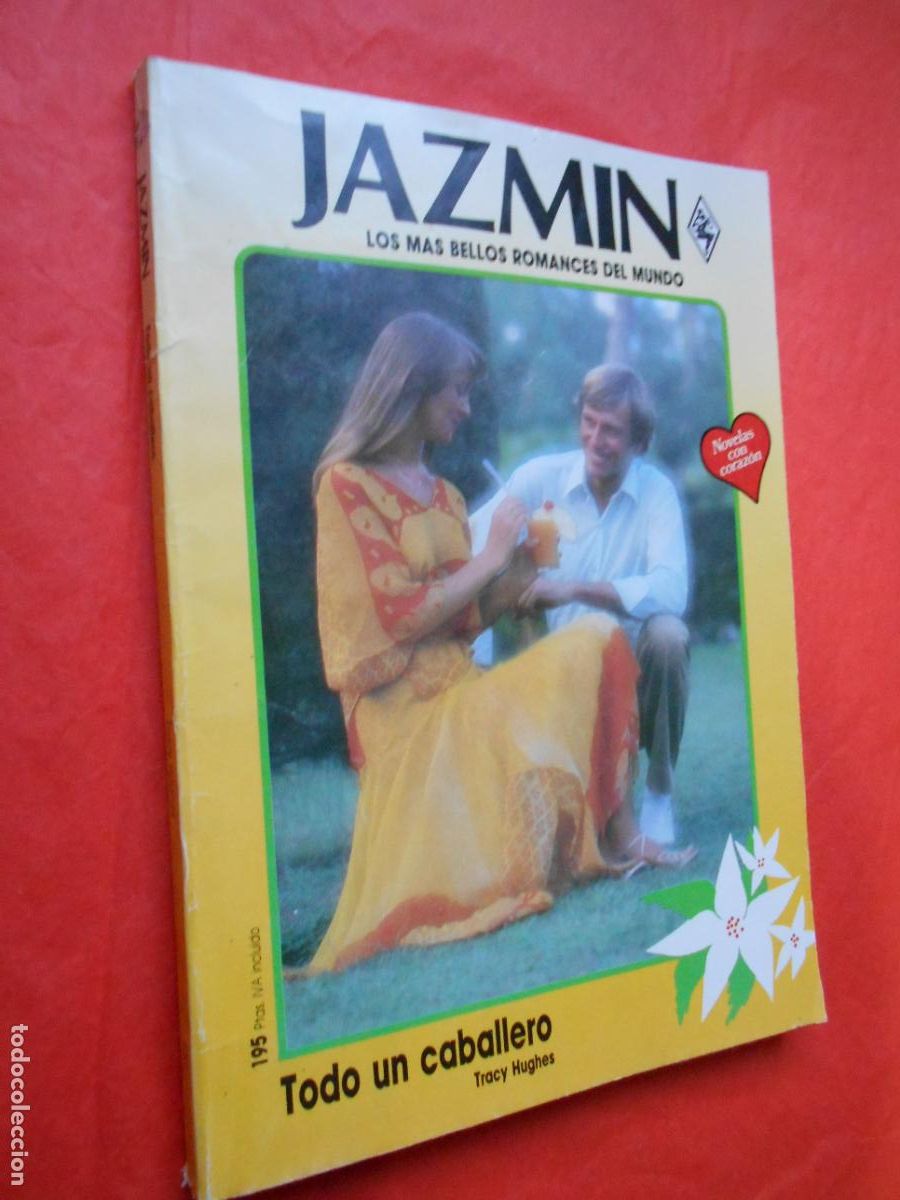 JAZMIN
LOS MAS BELLOS ROMANCES DEL MUNDO
Novelas
con
corazón
195 Ptas. IVA incluido
Todo un caballero
Tracy Hughes
JAZMIN
todocoleccion